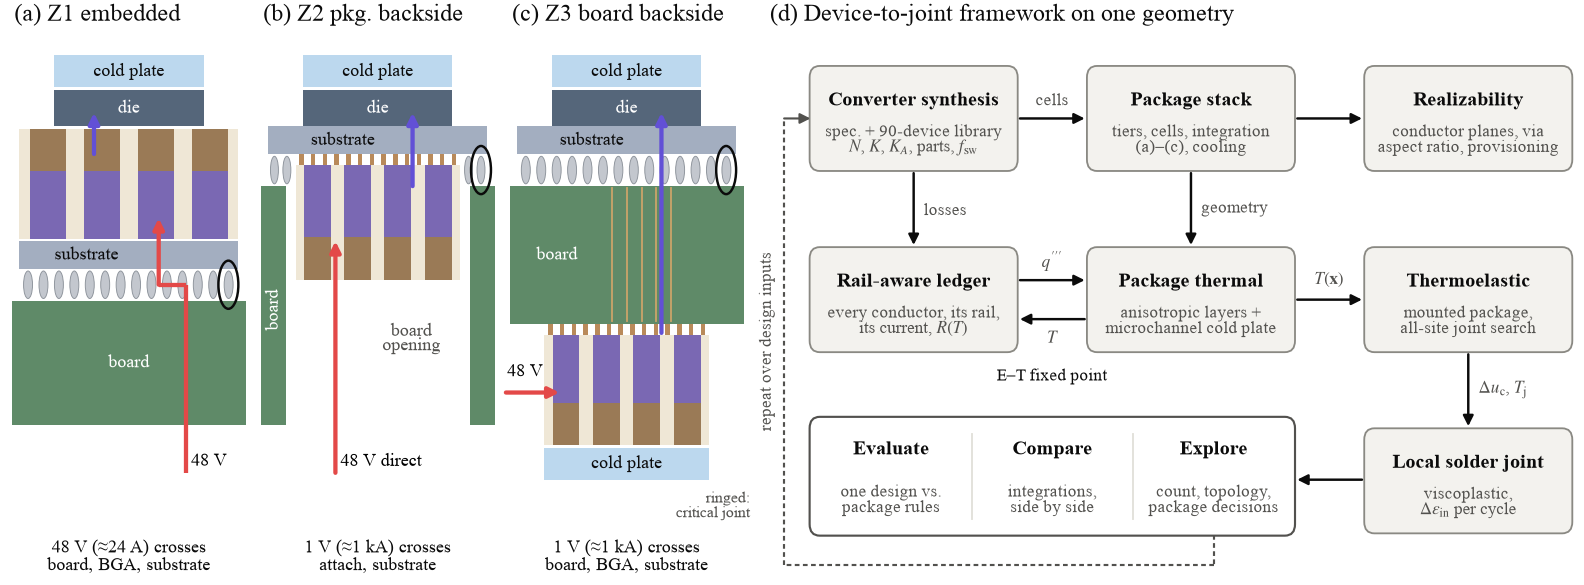 (a) Z1 embedded
cold plate
die
substrate
board
48 V
48 V (≈24 A) crosses
board, BGA, substrate
(b) Z2 pkg. backside
cold plate
die
substrate
board
board
opening
48 V direct
1 V (≈1 kA) crosses
attach, substrate
(c) Z3 board backside
cold plate
die
substrate
board
48 V
cold plate
ringed:
critical joint
1 V (≈1 kA) crosses
board, BGA, substrate
(d) Device-to-joint framework on one geometry
Converter synthesis
spec. + 90-device library
N, K, K_A, parts, f_sw
cells
Package stack
tiers, cells, integration
(a)–(c), cooling
Realizability
conductor planes, via
aspect ratio, provisioning
losses
geometry
Rail-aware ledger
every conductor, its rail,
its current, R(T)
q′′′
T
E–T fixed point
Package thermal
anisotropic layers +
microchannel cold plate
T(x)
Thermoelastic
mounted package,
all-site joint search
Δu_c, T_j
Local solder joint
viscoplastic,
Δε_in per cycle
Evaluate
one design vs.
package rules
Compare
integrations,
side by side
Explore
count, topology,
package decisions
repeat over design inputs